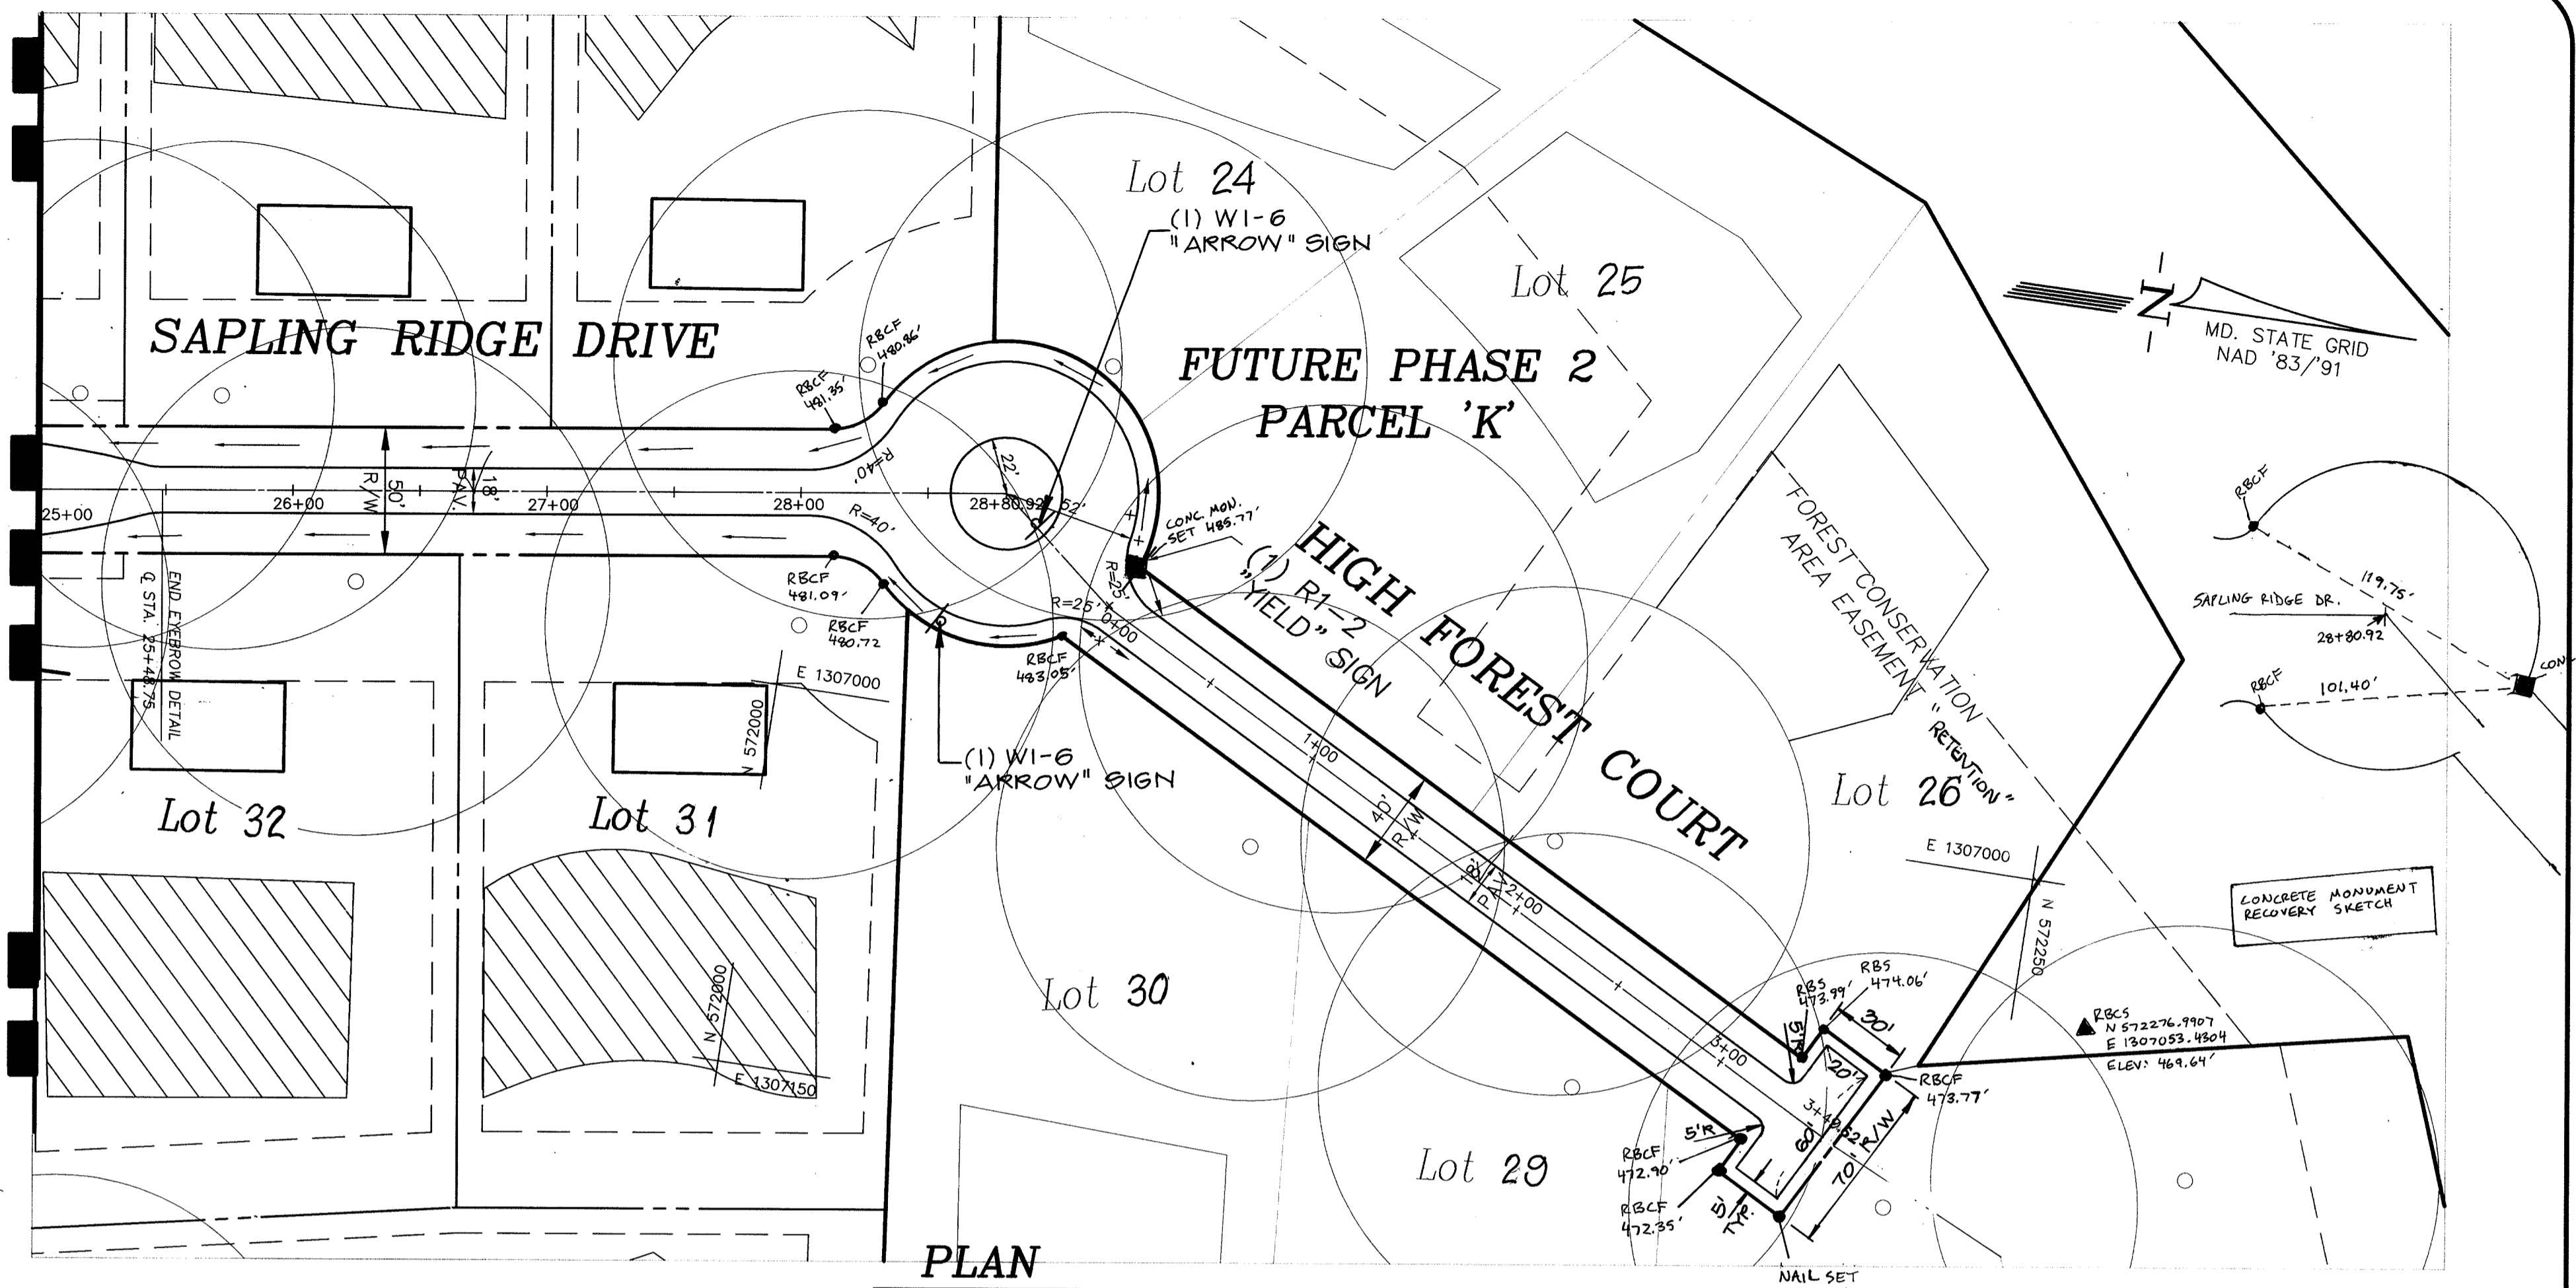 Lot 24
(1) W1-6
"ARROW" SIGN
Lot 25
SAPLING RIDGE DRIVE
FUTURE PHASE 2
PARCEL 'K'
N
MD. STATE GRID
NAD '83/'91
RBCF
480.86'
RBCF
481.35'
R=40'
22'
52'
28+80.92
25+00
26+00
27+00
28+00
50'
R/W
18'
PAV.
R=40'
CONC. MON.
SET 485.77'
R=25'
R=25'
0+00
RBCF
481.09'
RBCF
480.72
RBCF
483.05'
END EYEBROW DETAIL
℄ STA. 25+48.75
HIGH FOREST COURT
(1) R1-2
"YIELD" SIGN
FOREST CONSERVATION
AREA EASEMENT
"RETENTION"
RBCF
119.75'
SAPLING RIDGE DR.
28+80.92
RBCF
101.40'
CON
E 1307000
N 572000
(1) W1-6
"ARROW" SIGN
Lot 32
Lot 31
Lot 26
1+00
40'
R/W
18'
PAV.
2+00
E 1307000
N 572250
CONCRETE MONUMENT
RECOVERY SKETCH
Lot 30
N 572000
E 1307150
RBS
473.99'
RBS
474.06'
5'R
30'
20'
3+00
3+49.52
60'
70' R/W
RBCF
473.77'
RBCS
N 572276.9907
E 1307053.4304
ELEV: 469.64'
Lot 29
5'R
RBCF
472.90'
RBCF
472.35'
5'
TYP.
NAIL SET
PLAN